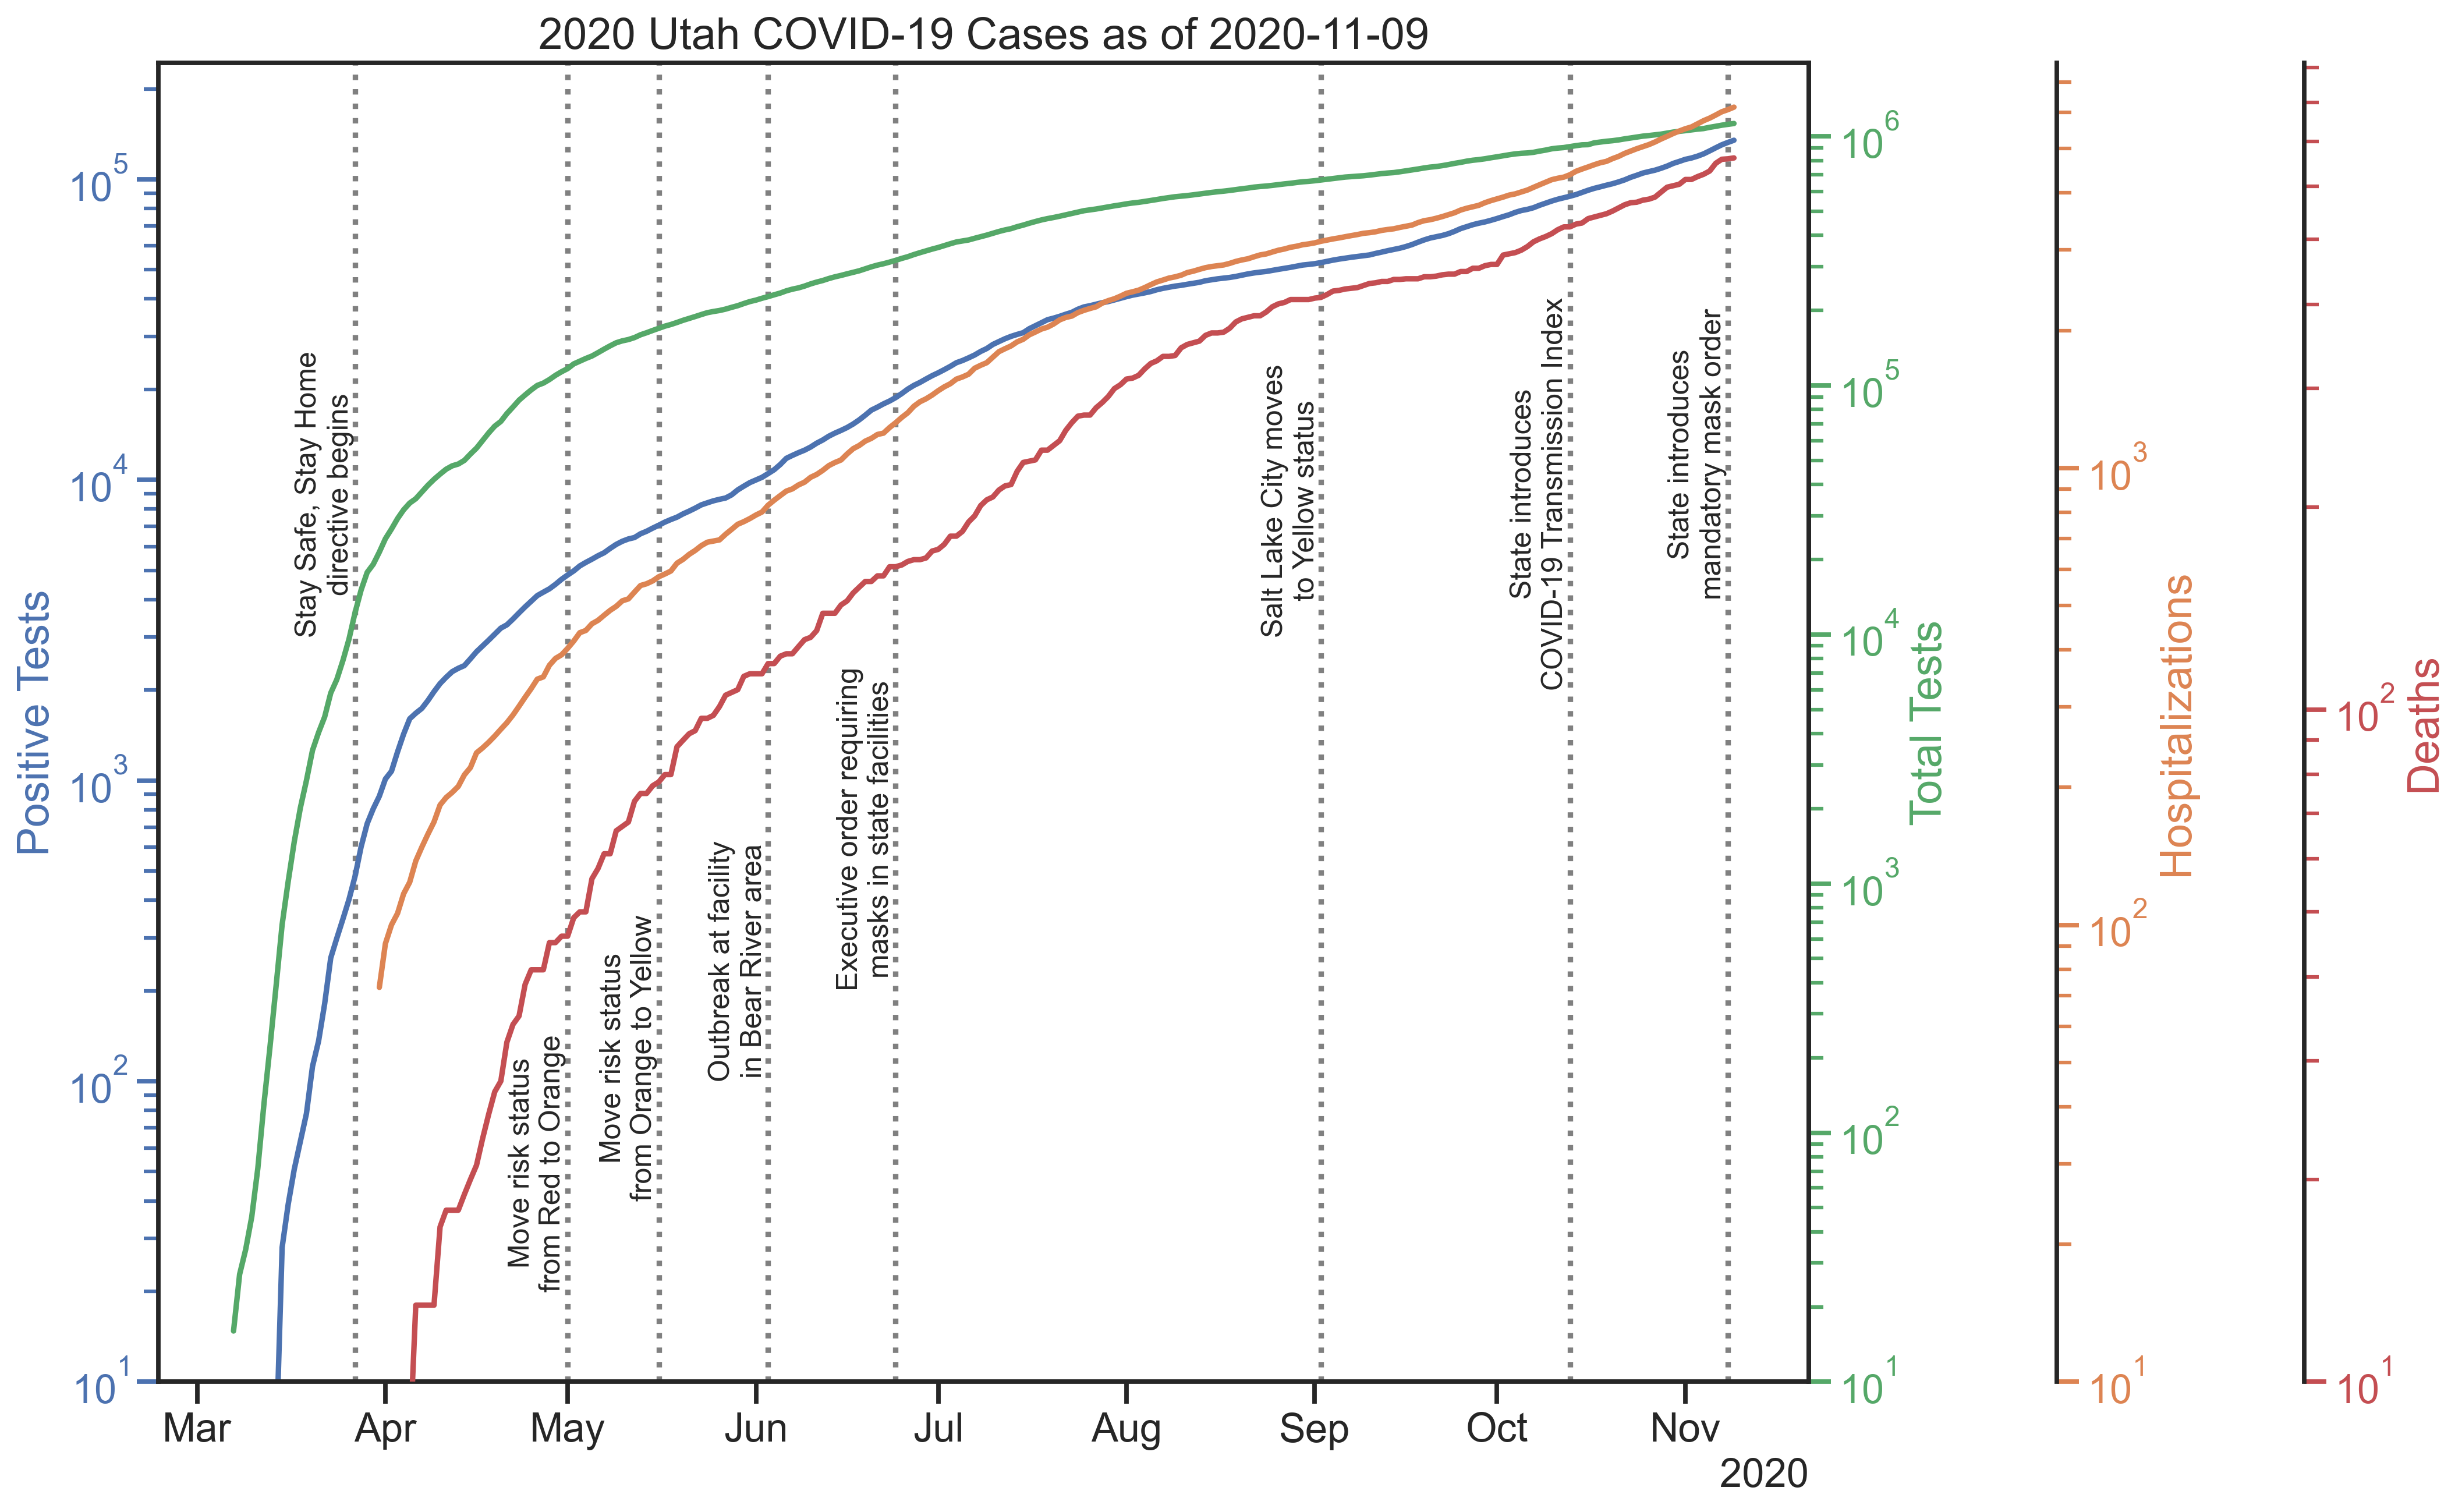 2020 Utah COVID-19 Cases as of 2020-11-09
Positive Tests
10^5
10^4
10^3
10^2
10^1
Stay Safe, Stay Home
directive begins
Move risk status
from Red to Orange
Move risk status
from Orange to Yellow
Outbreak at facility
in Bear River area
Executive order requiring
masks in state facilities
Salt Lake City moves
to Yellow status
State introduces
COVID-19 Transmission Index
State introduces
mandatory mask order
10^6
10^5
10^4
10^3
10^2
10^1
Total Tests
10^3
10^2
10^1
Hospitalizations
10^2
10^1
Deaths
Mar Apr May Jun Jul Aug Sep Oct Nov
2020